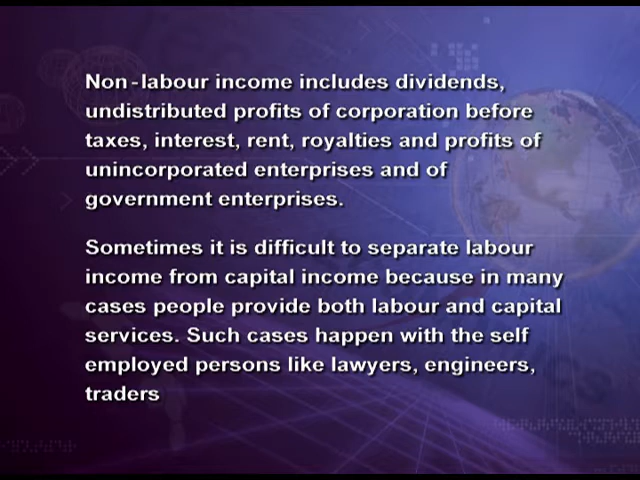 Non-labour income includes dividends,
undistributed profits of corporation before
taxes, interest, rent, royalties and profits of
unincorporated enterprises and of
government enterprises.
Sometimes it is difficult to separate labour
income from capital income because in many
cases people provide both labour and capital
services. Such cases happen with the self
employed persons like lawyers, engineers,
traders